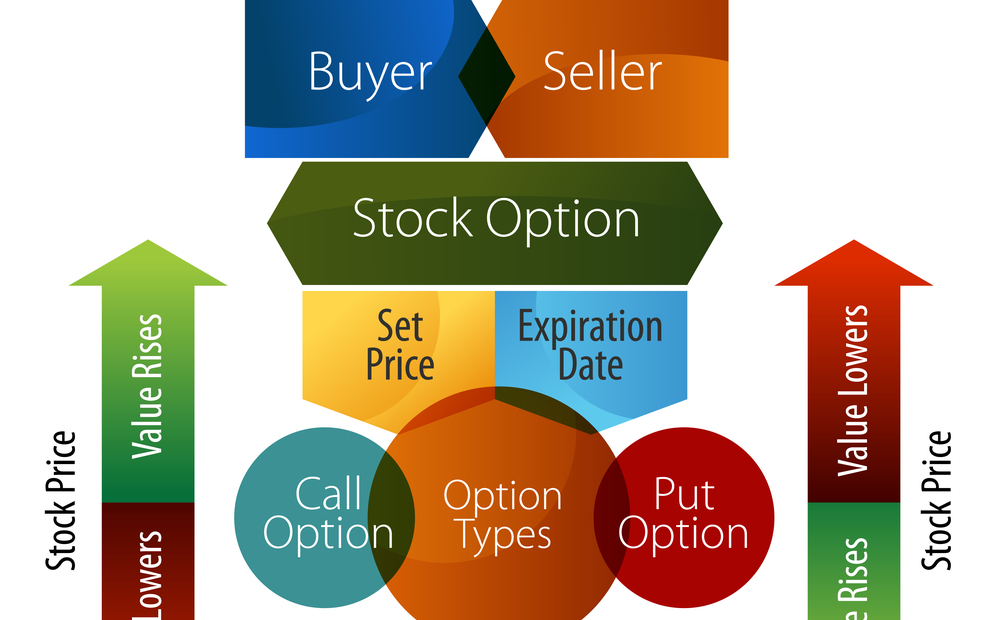 Buyer
Seller
Stock Option
Set
Price
Expiration
Date
Value Rises
Value Lowers
Stock Price
Stock Price
Call
Option
Option
Types
Put
Option
Lowers
e Rises